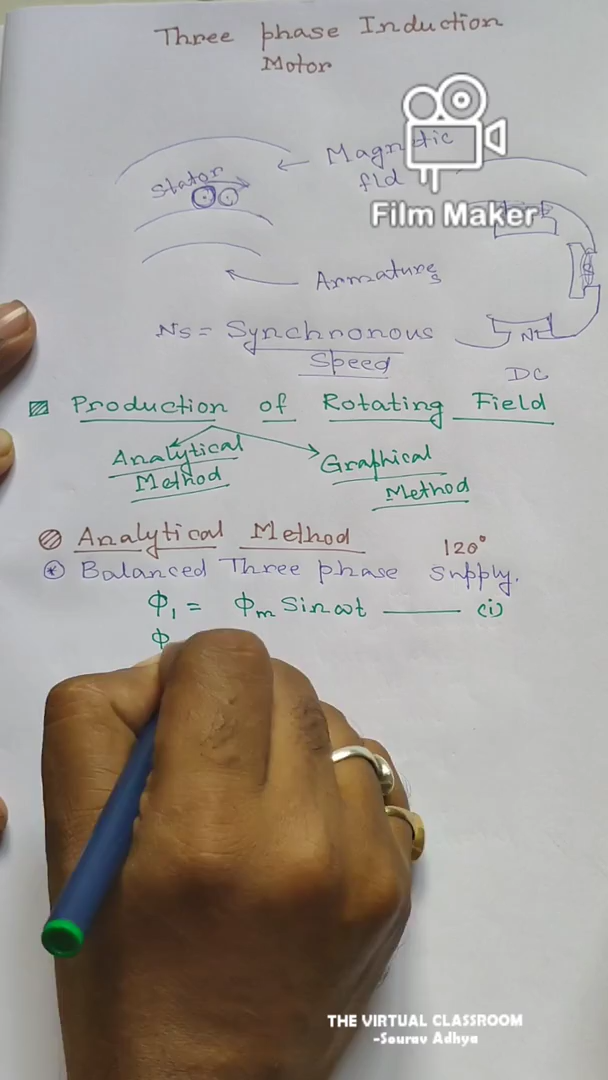 Three phase Induction
Motor
Magnetic
fld
Stator
Film Maker
Armatures
Ns = Synchronous
Speed
N
DC
Production of Rotating Field
Analytical
Method
Graphical
Method
Analytical Method
120°
Balanced Three phase Supply.
ϕ₁ = ϕₘ Sin ωt —— (i)
ϕ
THE VIRTUAL CLASSROOM
-Sourav Adhya